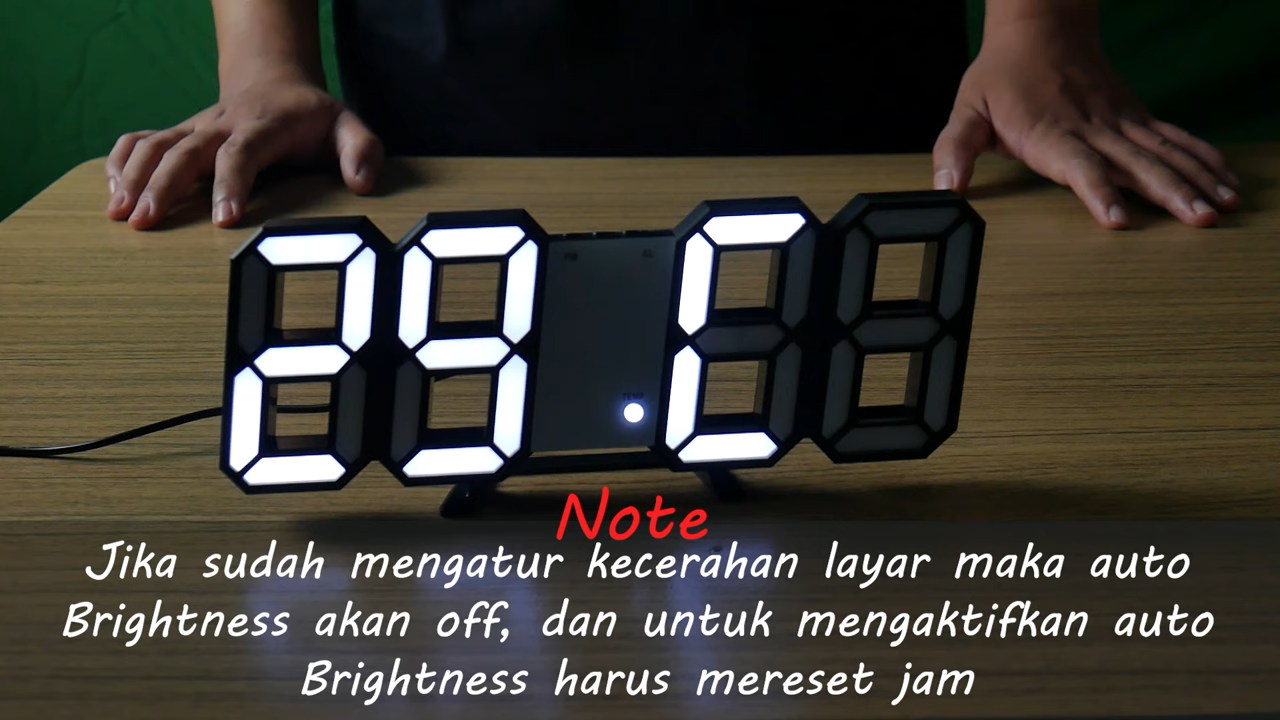 29 C
Note
Jika sudah mengatur kecerahan layar maka auto
Brightness akan off, dan untuk mengaktifkan auto
Brightness harus mereset jam